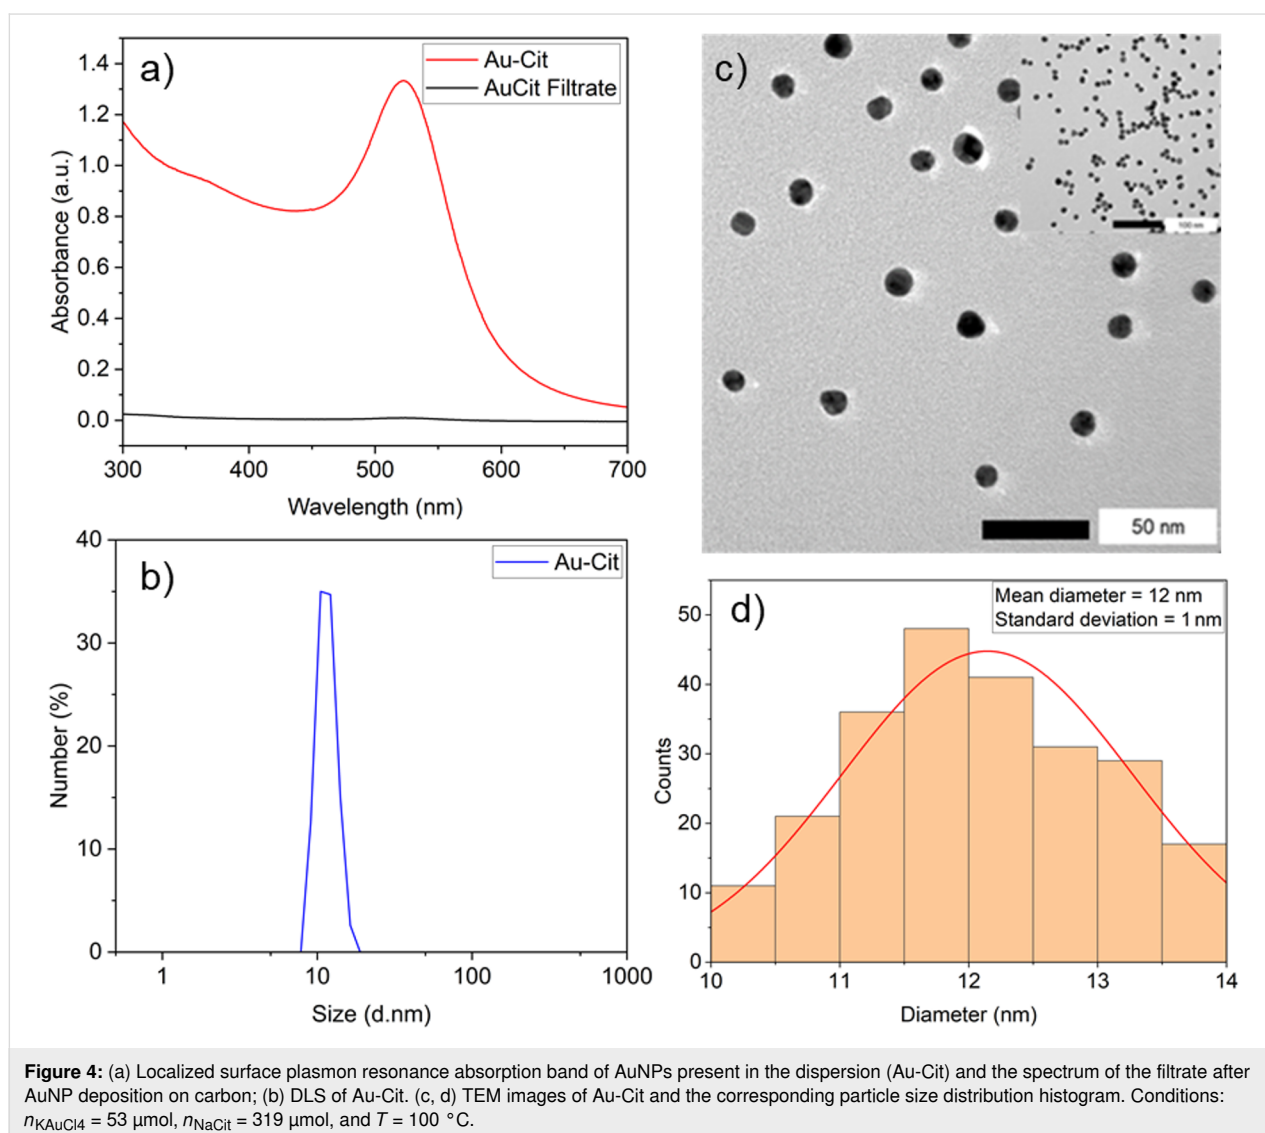 a)
Au-Cit
AuCit Filtrate
1.4
1.2
1.0
0.8
0.6
0.4
0.2
0.0
Absorbance (a.u.)
300 400 500 600 700
Wavelength (nm)
b)
Au-Cit
40
30
20
10
0
Number (%)
1 10 100 1000
Size (d.nm)
c)
100 nm
50 nm
d)
Mean diameter = 12 nm
Standard deviation = 1 nm
50
40
30
20
10
0
Counts
10 11 12 13 14
Diameter (nm)
Figure 4: (a) Localized surface plasmon resonance absorption band of AuNPs present in the dispersion (Au-Cit) and the spectrum of the filtrate after
AuNP deposition on carbon; (b) DLS of Au-Cit. (c, d) TEM images of Au-Cit and the corresponding particle size distribution histogram. Conditions:
nKAuCl4 = 53 μmol, nNaCit = 319 μmol, and T = 100 °C.